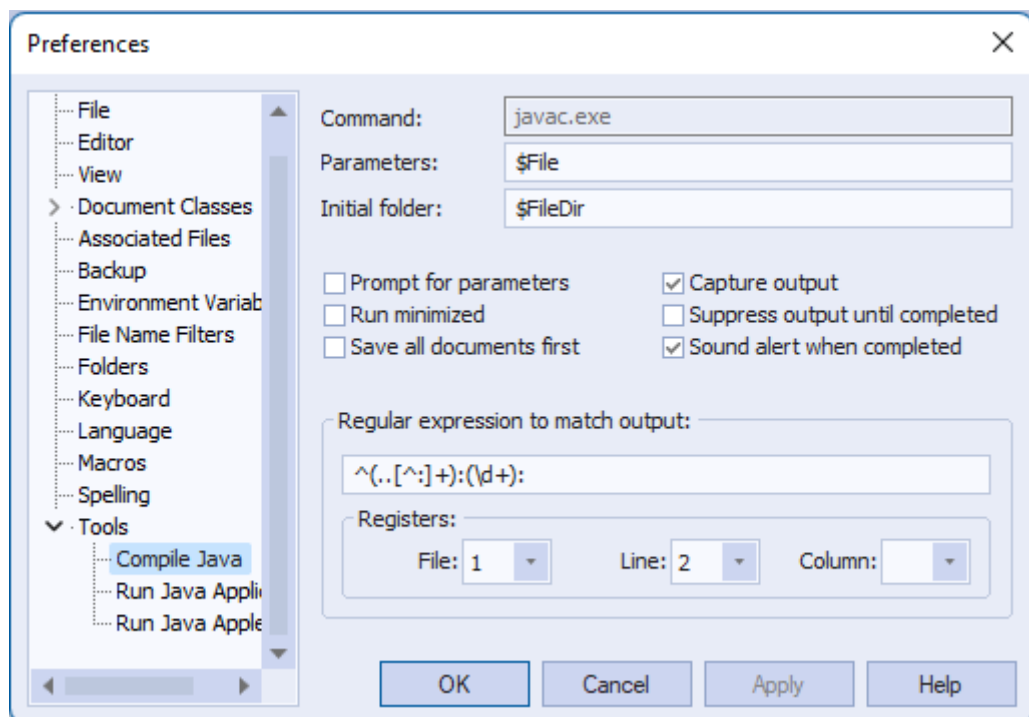 Preferences
File
Editor
View
Document Classes
Associated Files
Backup
Environment Variab
File Name Filters
Folders
Keyboard
Language
Macros
Spelling
Tools
Compile Java
Run Java Applic
Run Java Apple
Command: javac.exe
Parameters: $File
Initial folder: $FileDir
Prompt for parameters
Capture output
Run minimized
Suppress output until completed
Save all documents first
Sound alert when completed
Regular expression to match output:
^(..[^:]+):(\d+):
Registers:
File: 1 Line: 2 Column:
OK Cancel Apply Help